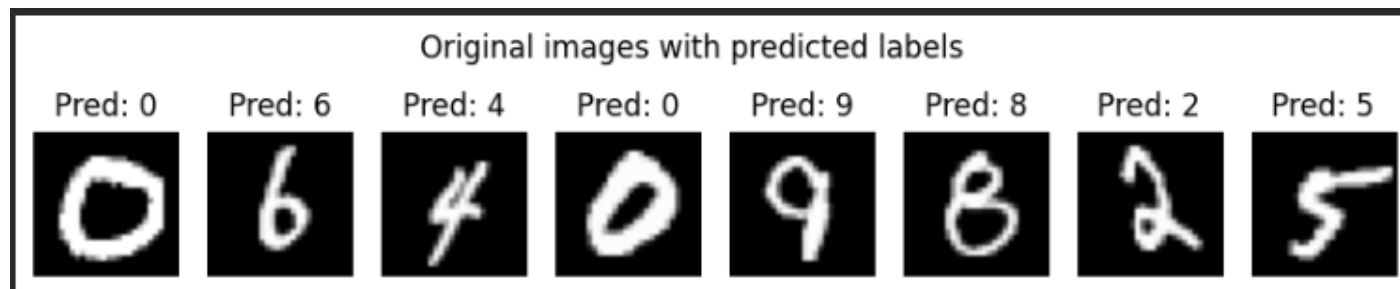 Original images with predicted labels
Pred: 0 Pred: 6 Pred: 4 Pred: 0 Pred: 9 Pred: 8 Pred: 2 Pred: 5
0 6 4 0 9 8 2 5